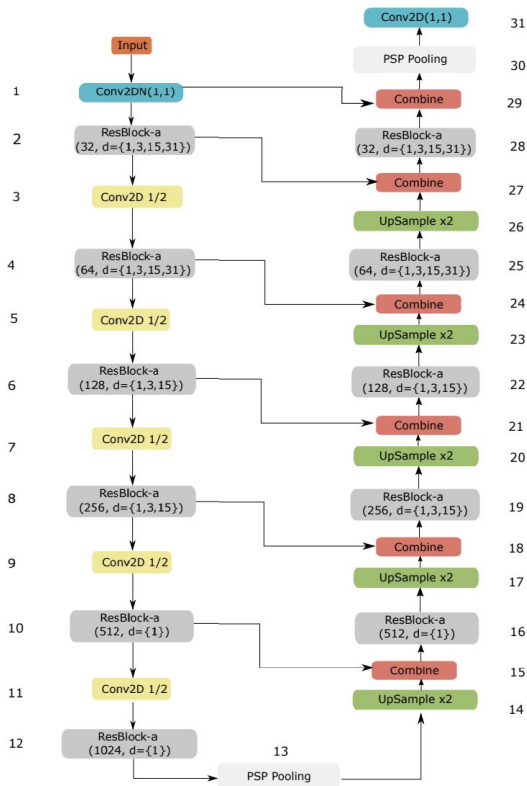 Input
1
Conv2DN(1,1)
2
ResBlock-a
(32, d={1,3,15,31})
3
Conv2D 1/2
4
ResBlock-a
(64, d={1,3,15,31})
5
Conv2D 1/2
6
ResBlock-a
(128, d={1,3,15})
7
Conv2D 1/2
8
ResBlock-a
(256, d={1,3,15})
9
Conv2D 1/2
10
ResBlock-a
(512, d={1})
11
Conv2D 1/2
12
ResBlock-a
(1024, d={1})
13
PSP Pooling
Conv2D(1,1)
31
PSP Pooling
30
Combine
29
ResBlock-a
(32, d={1,3,15,31})
28
Combine
27
UpSample x2
26
ResBlock-a
(64, d={1,3,15,31})
25
Combine
24
UpSample x2
23
ResBlock-a
(128, d={1,3,15})
22
Combine
21
UpSample x2
20
ResBlock-a
(256, d={1,3,15})
19
Combine
18
UpSample x2
17
ResBlock-a
(512, d={1})
16
Combine
15
UpSample x2
14